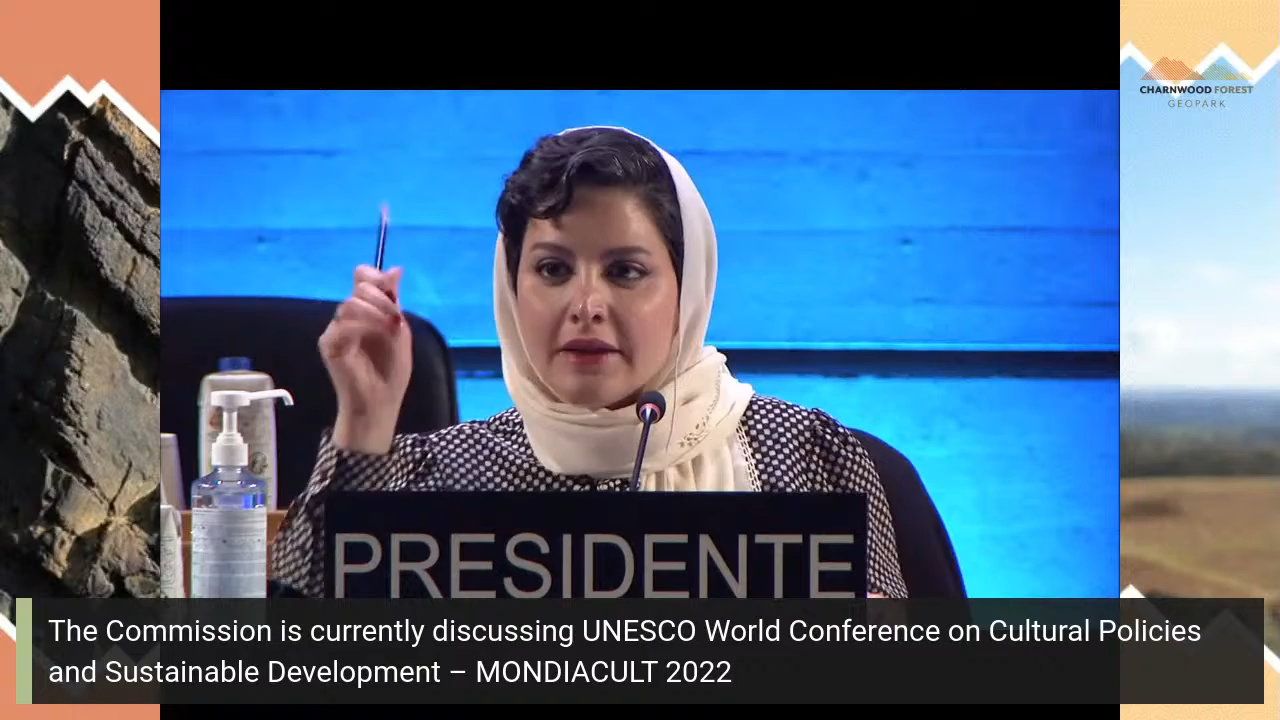 CHARNWOOD FOREST
GEOPARK
PRESIDENTE
The Commission is currently discussing UNESCO World Conference on Cultural Policies
and Sustainable Development – MONDIACULT 2022